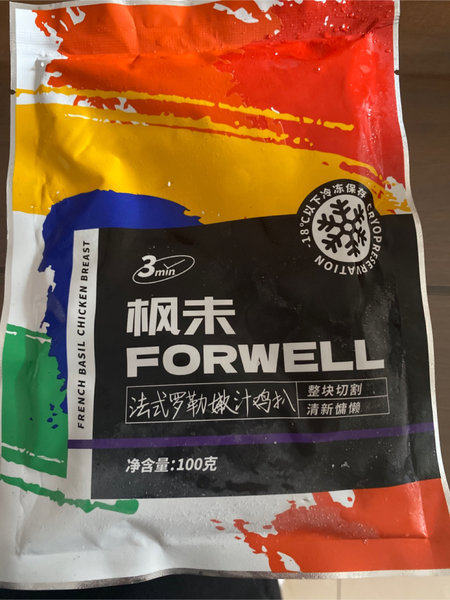 18℃以下冷冻保存
CRYOPRESERVATION
3min
FRENCH BASIL CHICKEN BREAST
枫未
FORWELL
法式罗勒嫩汁鸡扒
整块切割
清新慵懒
净含量:100克